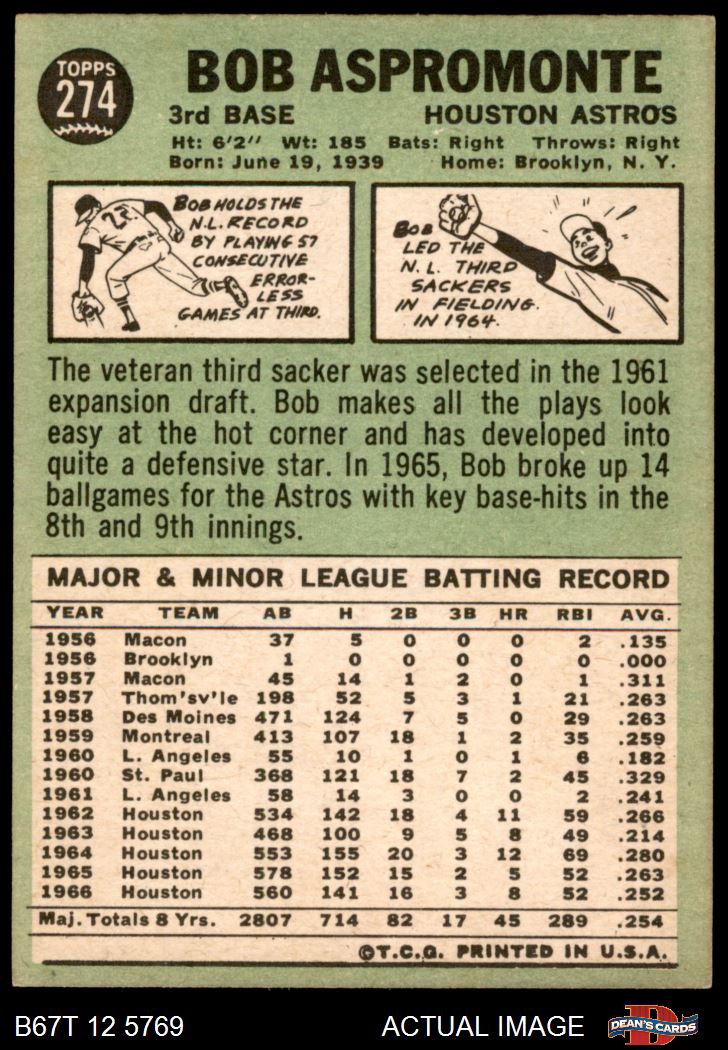 TOPPS
274
BOB ASPROMONTE
3rd BASE HOUSTON ASTROS
Ht: 6'2" Wt: 185 Bats: Right Throws: Right
Born: June 19, 1939 Home: Brooklyn, N. Y.
BOB HOLDS THE
N.L. RECORD
BY PLAYING 57
CONSECUTIVE
ERROR-
LESS
GAMES AT THIRD.
BOB
LED THE
N.L. THIRD
SACKERS
IN FIELDING
IN 1964.
The veteran third sacker was selected in the 1961
expansion draft. Bob makes all the plays look
easy at the hot corner and has developed into
quite a defensive star. In 1965, Bob broke up 14
ballgames for the Astros with key base-hits in the
8th and 9th innings.
MAJOR & MINOR LEAGUE BATTING RECORD
YEAR TEAM AB H 2B 3B HR RBI AVG.
1956 Macon 37 5 0 0 0 2 .135
1956 Brooklyn 1 0 0 0 0 0 .000
1957 Macon 45 14 1 2 0 1 .311
1957 Thom'sv'le 198 52 5 3 1 21 .263
1958 Des Moines 471 124 7 5 0 29 .263
1959 Montreal 413 107 18 1 2 35 .259
1960 L. Angeles 55 10 1 0 1 6 .182
1960 St. Paul 368 121 18 7 2 45 .329
1961 L. Angeles 58 14 3 0 0 2 .241
1962 Houston 534 142 18 4 11 59 .266
1963 Houston 468 100 9 5 8 49 .214
1964 Houston 553 155 20 3 12 69 .280
1965 Houston 578 152 15 2 5 52 .263
1966 Houston 560 141 16 3 8 52 .252
Maj. Totals 8 Yrs. 2807 714 82 17 45 289 .254
©T.C.G. PRINTED IN U.S.A.
B67T 12 5769 ACTUAL IMAGE D DEAN'S CARDS